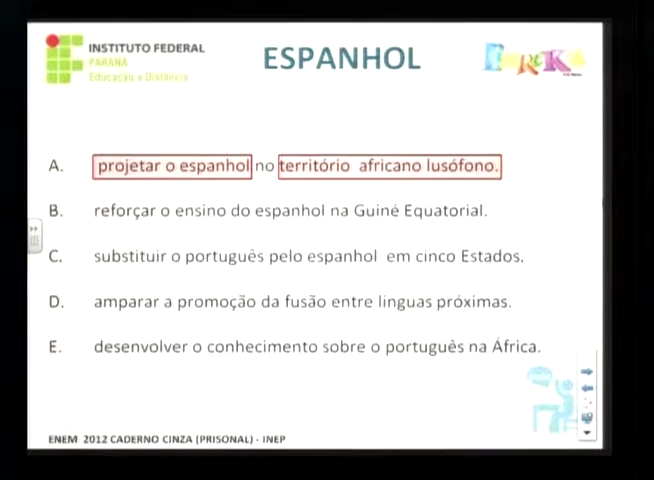 INSTITUTO FEDERAL
PARANÁ
Educação a Distância
ESPANHOL
A. projetar o espanhol no território africano lusófono.
B. reforçar o ensino do espanhol na Guiné Equatorial.
C. substituir o português pelo espanhol em cinco Estados.
D. amparar a promoção da fusão entre línguas próximas.
E. desenvolver o conhecimento sobre o português na África.
ENEM 2012 CADERNO CINZA (PRISONAL) - INEP